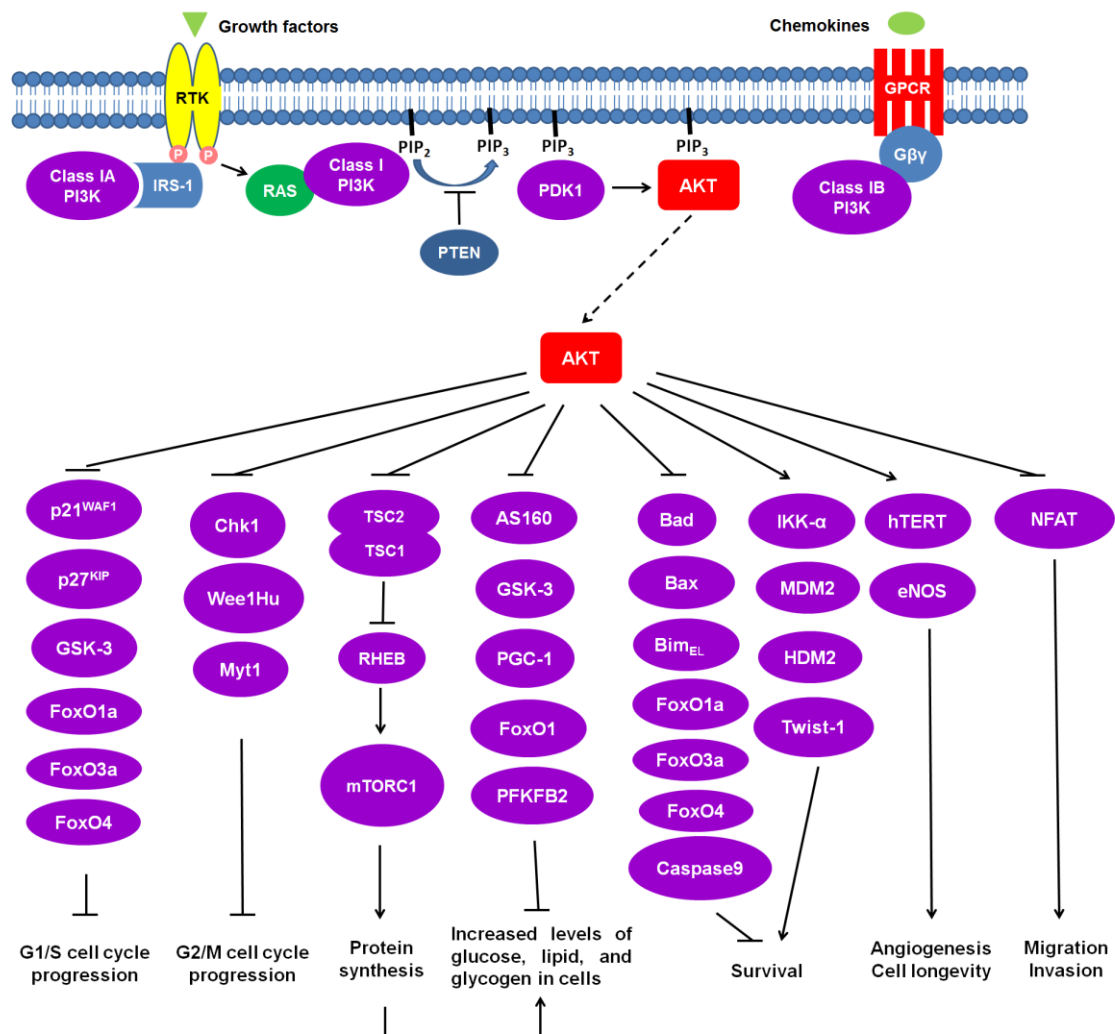 Growth factors
Chemokines
RTK
GPCR
P
P
PIP₂
PIP₃
PIP₃
PIP₃
Gβγ
Class IA
PI3K
IRS-1
RAS
Class I
PI3K
PDK1
AKT
Class IB
PI3K
PTEN
AKT
p21WAF1
p27KIP
GSK-3
FoxO1a
FoxO3a
FoxO4
G1/S cell cycle
progression
Chk1
Wee1Hu
Myt1
G2/M cell cycle
progression
TSC2
TSC1
RHEB
mTORC1
Protein
synthesis
AS160
GSK-3
PGC-1
FoxO1
PFKFB2
Increased levels of
glucose, lipid, and
glycogen in cells
Bad
Bax
BimEL
FoxO1a
FoxO3a
FoxO4
Caspase9
IKK-α
MDM2
HDM2
Twist-1
Survival
hTERT
eNOS
Angiogenesis
Cell longevity
NFAT
Migration
Invasion